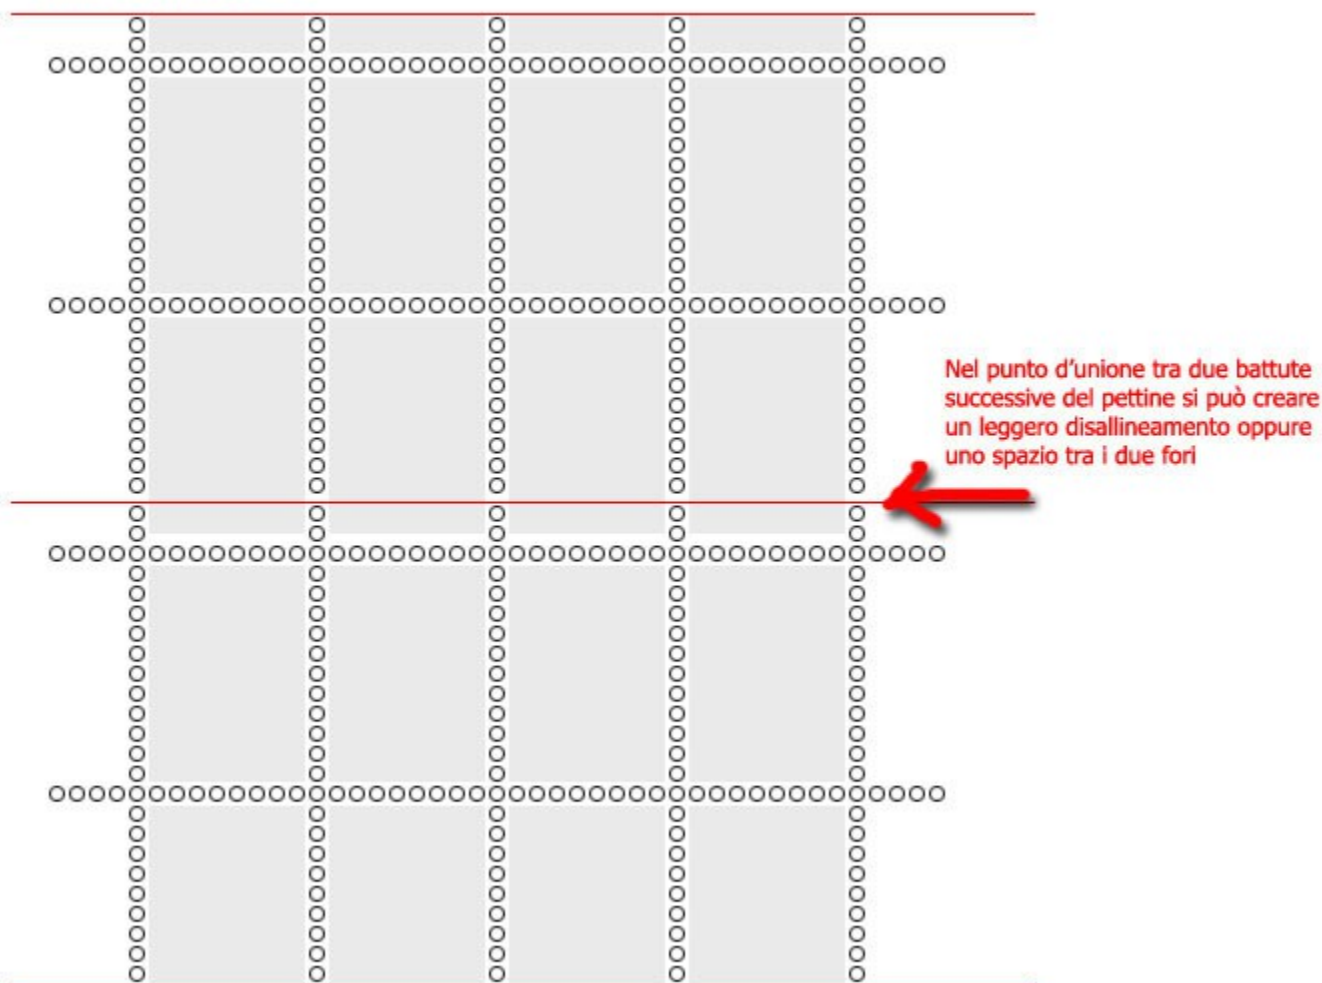 Nel punto d'unione tra due battute
successive del pettine si può creare
un leggero disallineamento oppure
uno spazio tra i due fori